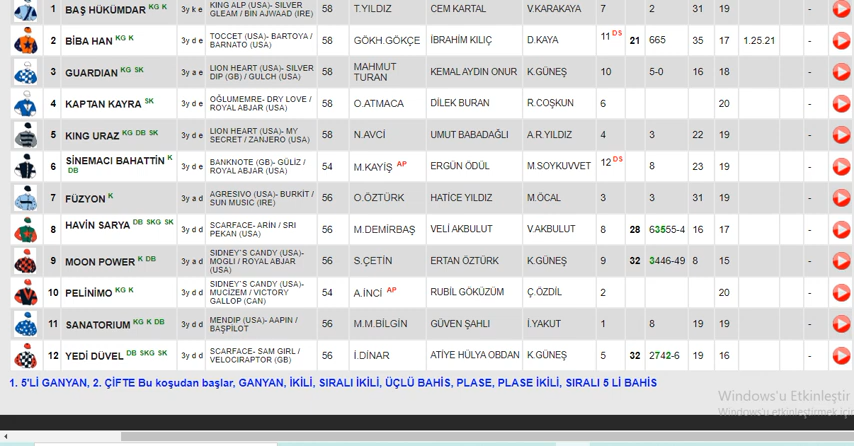 1 BAŞ HÜKÜMDAR KG K 3y k e KING ALP (USA)- SILVER GLEAM / BIN AJWAAD (IRE) 58 T.YILDIZ CEM KARTAL V.KARAKAYA 7 2 31 19 -
2 BİBA HAN KG K 3y d e TOCCET (USA)- BARTOYA / BARNATO (USA) 58 GÖKH.GÖKÇE İBRAHİM KILIÇ D.KAYA 11 DS 21 665 35 17 1.25.21 -
3 GUARDIAN KG SK 3y a e LION HEART (USA)- SILVER DIP (GB) / GULCH (USA) 58 MAHMUT TURAN KEMAL AYDIN ONUR K.GÜNEŞ 10 5-0 16 18 -
4 KAPTAN KAYRA SK 3y d e OĞLUMEMRE- DRY LOVE / ROYAL ABJAR (USA) 58 O.ATMACA DİLEK BURAN R.COŞKUN 6 20 -
5 KING URAZ KG DB SK 3y d e LION HEART (USA)- MY SECRET / ZANJERO (USA) 58 N.AVCİ UMUT BABADAĞLI A.R.YILDIZ 4 3 22 19 -
6 SİNEMACI BAHATTİN K DB 3y d e BANKNOTE (GB)- GÜLİZ / ROYAL ABJAR (USA) 54 M.KAYİŞ AP ERGÜN ÖDÜL M.SOYKUVVET 12 DS 8 23 19 -
7 FÜZYON K 3y a d AGRESIVO (USA)- BURKİT / SUN MUSIC (IRE) 56 O.ÖZTÜRK HATİCE YILDIZ M.ÖCAL 3 3 31 19 -
8 HAVİN SARYA DB SKG SK 3y d d SCARFACE- ARİN / SRI PEKAN (USA) 56 M.DEMİRBAŞ VELİ AKBULUT V.AKBULUT 8 28 63555-4 16 17 -
9 MOON POWER K DB 3y a d SIDNEY`S CANDY (USA)- MOGLİ / ROYAL ABJAR (USA) 56 S.ÇETİN ERTAN ÖZTÜRK K.GÜNEŞ 9 32 3446-49 8 15 -
10 PELİNİMO KG K 3y a d SIDNEY`S CANDY (USA)- MUCİZEM / VICTORY GALLOP (CAN) 54 A.İNCİ AP RUBİL GÖKÜZÜM Ç.ÖZDİL 2 20 -
11 SANATORIUM KG K DB 3y d d MENDIP (USA)- AAPIN / BAŞPİLOT 56 M.M.BİLGİN GÜVEN ŞAHLI İ.YAKUT 1 8 19 19 -
12 YEDİ DÜVEL DB SKG SK 3y d d SCARFACE- SAM GIRL / VELOCIRAPTOR (GB) 56 İ.DİNAR ATİYE HÜLYA OBDAN K.GÜNEŞ 5 32 2742-6 19 16 -
1. 5'Lİ GANYAN, 2. ÇİFTE Bu koşudan başlar, GANYAN, İKİLİ, SIRALI İKİLİ, ÜÇLÜ BAHİS, PLASE, PLASE İKİLİ, SIRALI 5 Lİ BAHİS
Windows'u Etkinleştir
Windows'u etkinleştirmek için